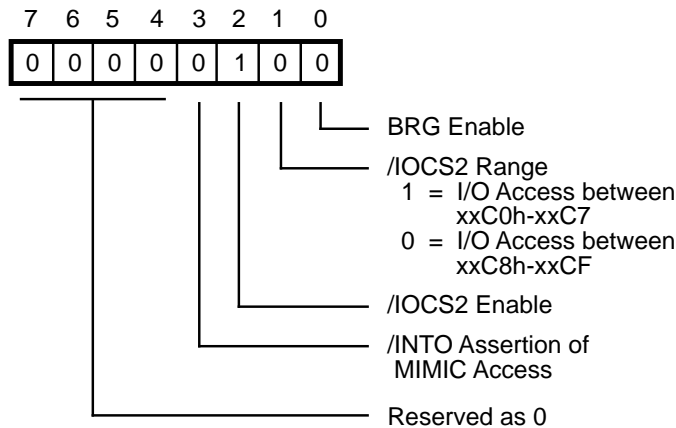 7 6 5 4 3 2 1 0
0 0 0 0 0 1 0 0
BRG Enable
/IOCS2 Range
1 = I/O Access between
xxC0h-xxC7
0 = I/O Access between
xxC8h-xxCF
/IOCS2 Enable
/INTO Assertion of
MIMIC Access
Reserved as 0